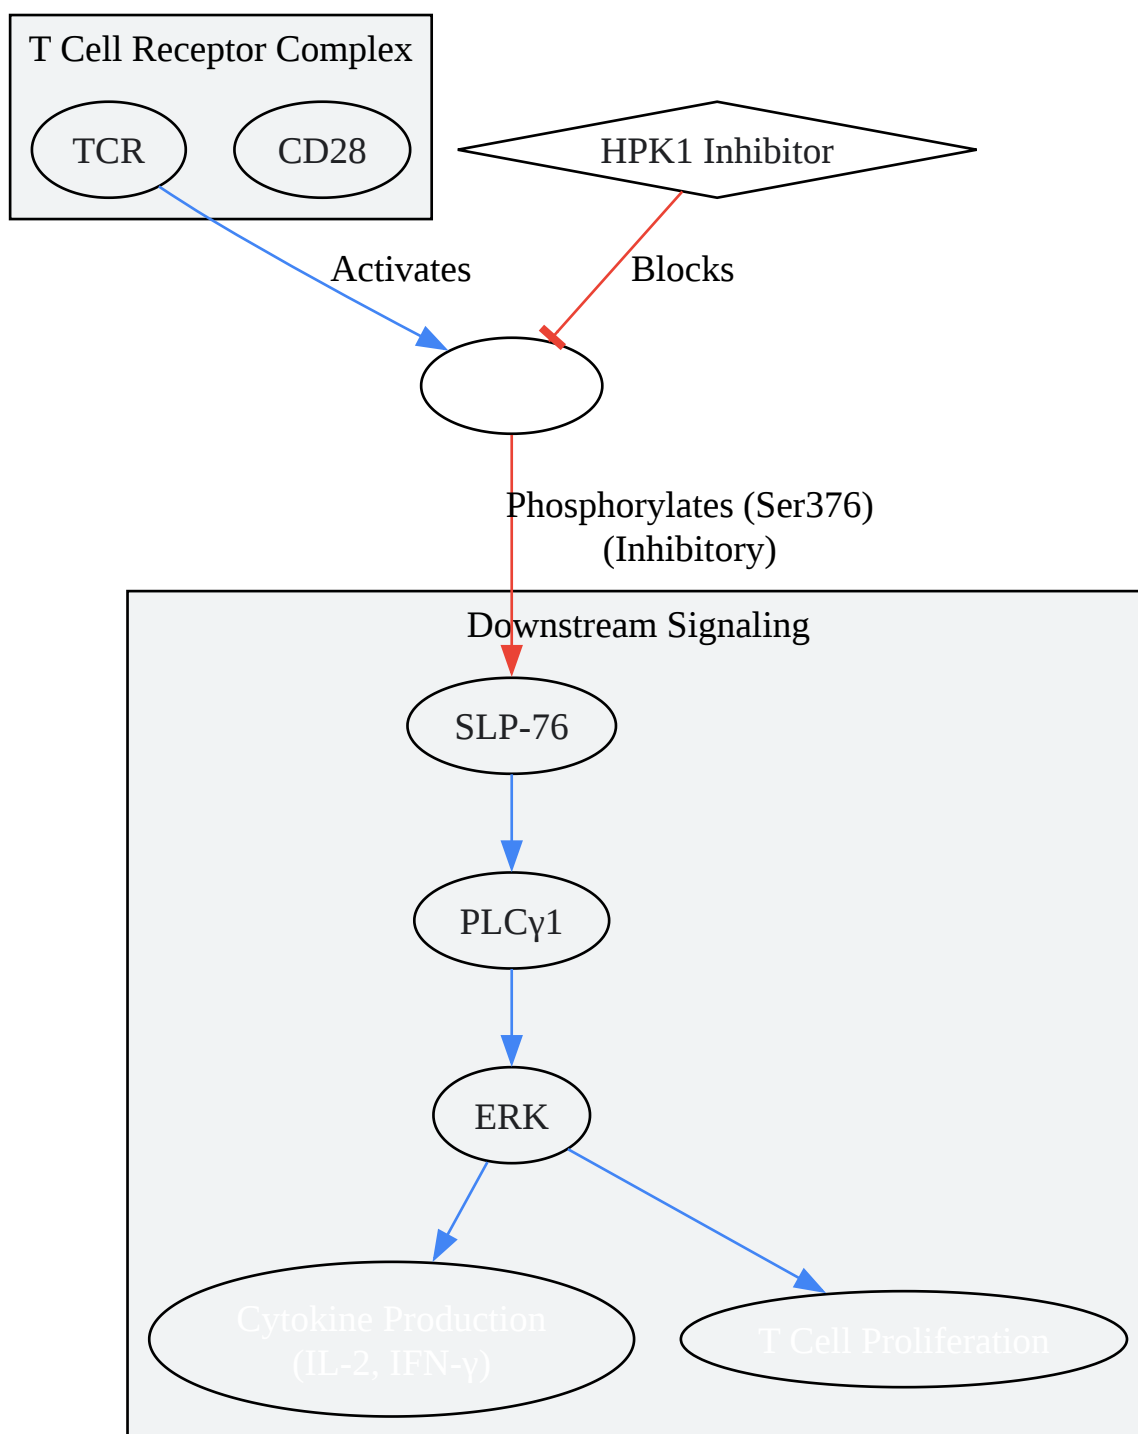 T Cell Receptor Complex
TCR
CD28
HPK1 Inhibitor
Activates
Blocks
Phosphorylates (Ser376)
(Inhibitory)
Downstream Signaling
SLP-76
PLCγ1
ERK
Cytokine Production
(IL-2, IFN-γ)
T Cell Proliferation